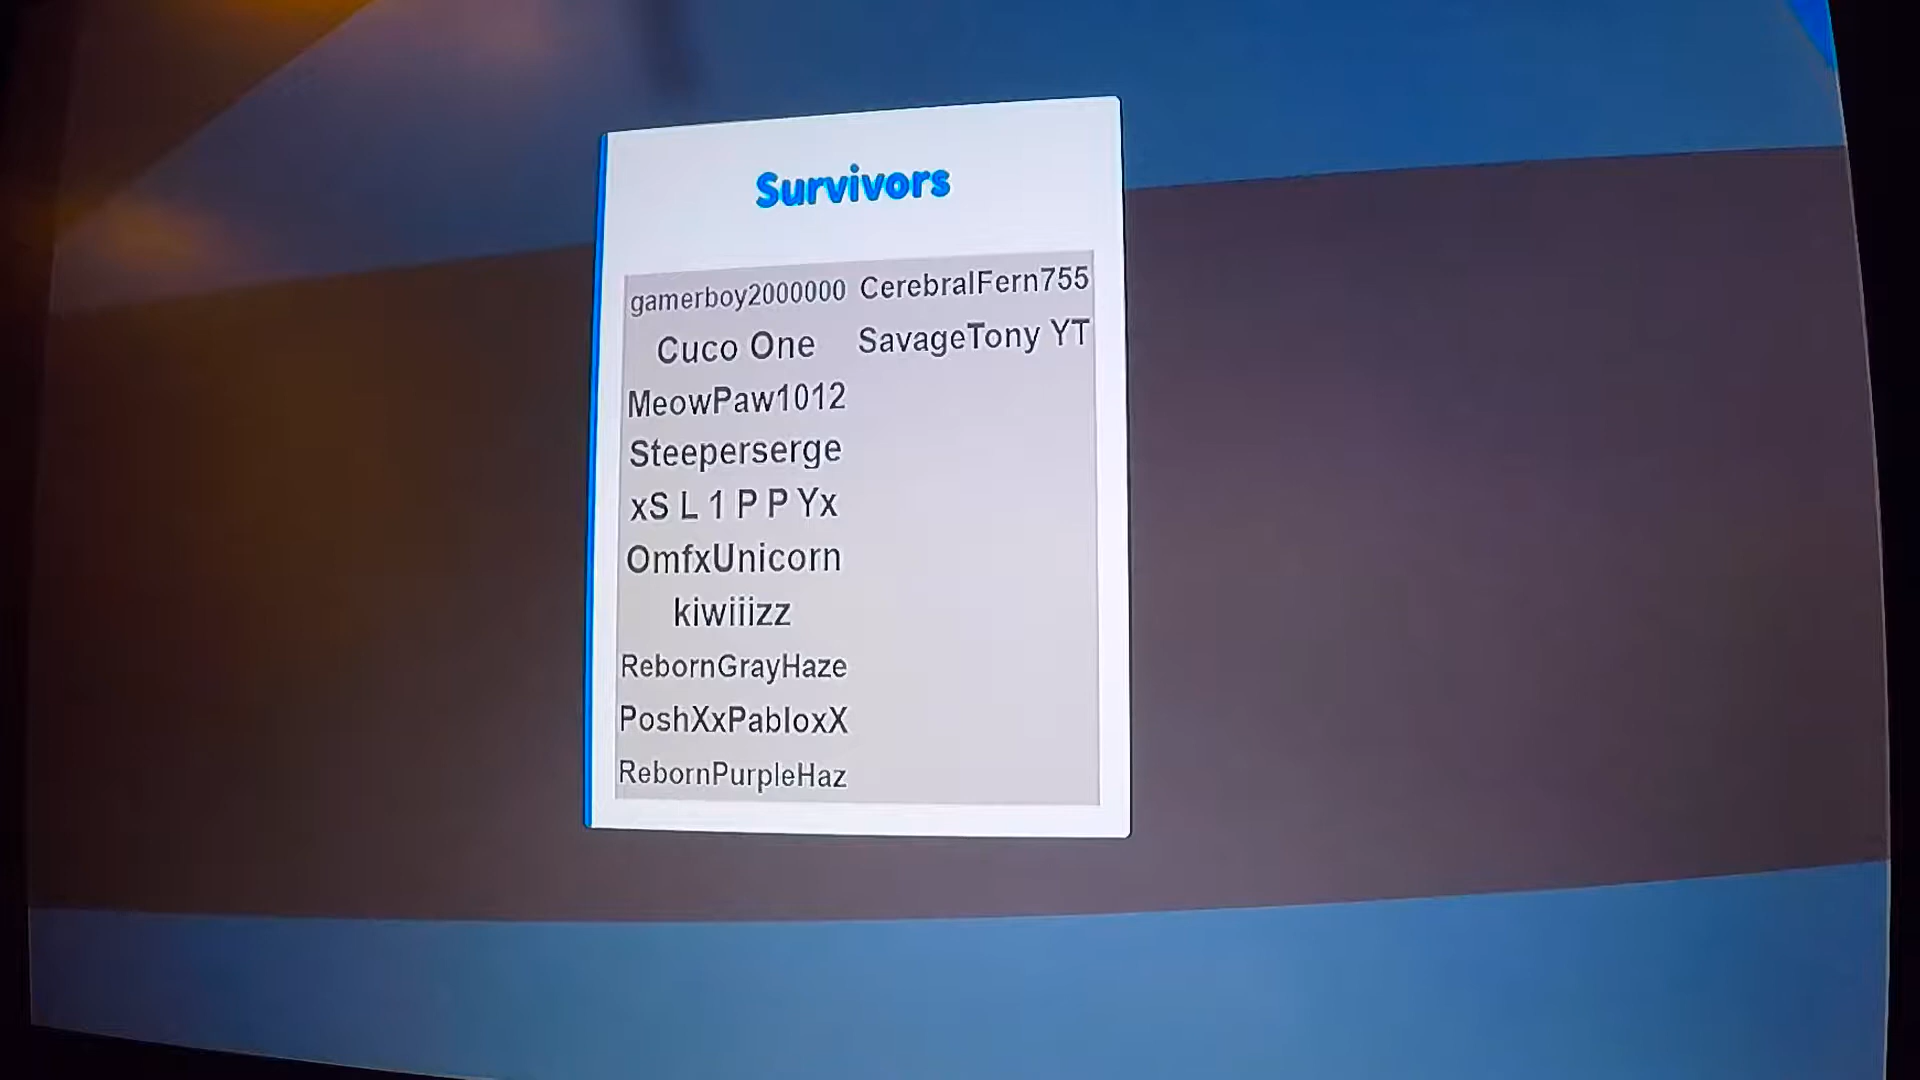 Survivors
gamerboy2000000 CerebralFern755
Cuco One SavageTony YT
MeowPaw1012
Steeperserge
xS L 1 P P Yx
OmfxUnicorn
kiwiiizz
RebornGrayHaze
PoshXxPabloxX
RebornPurpleHaz